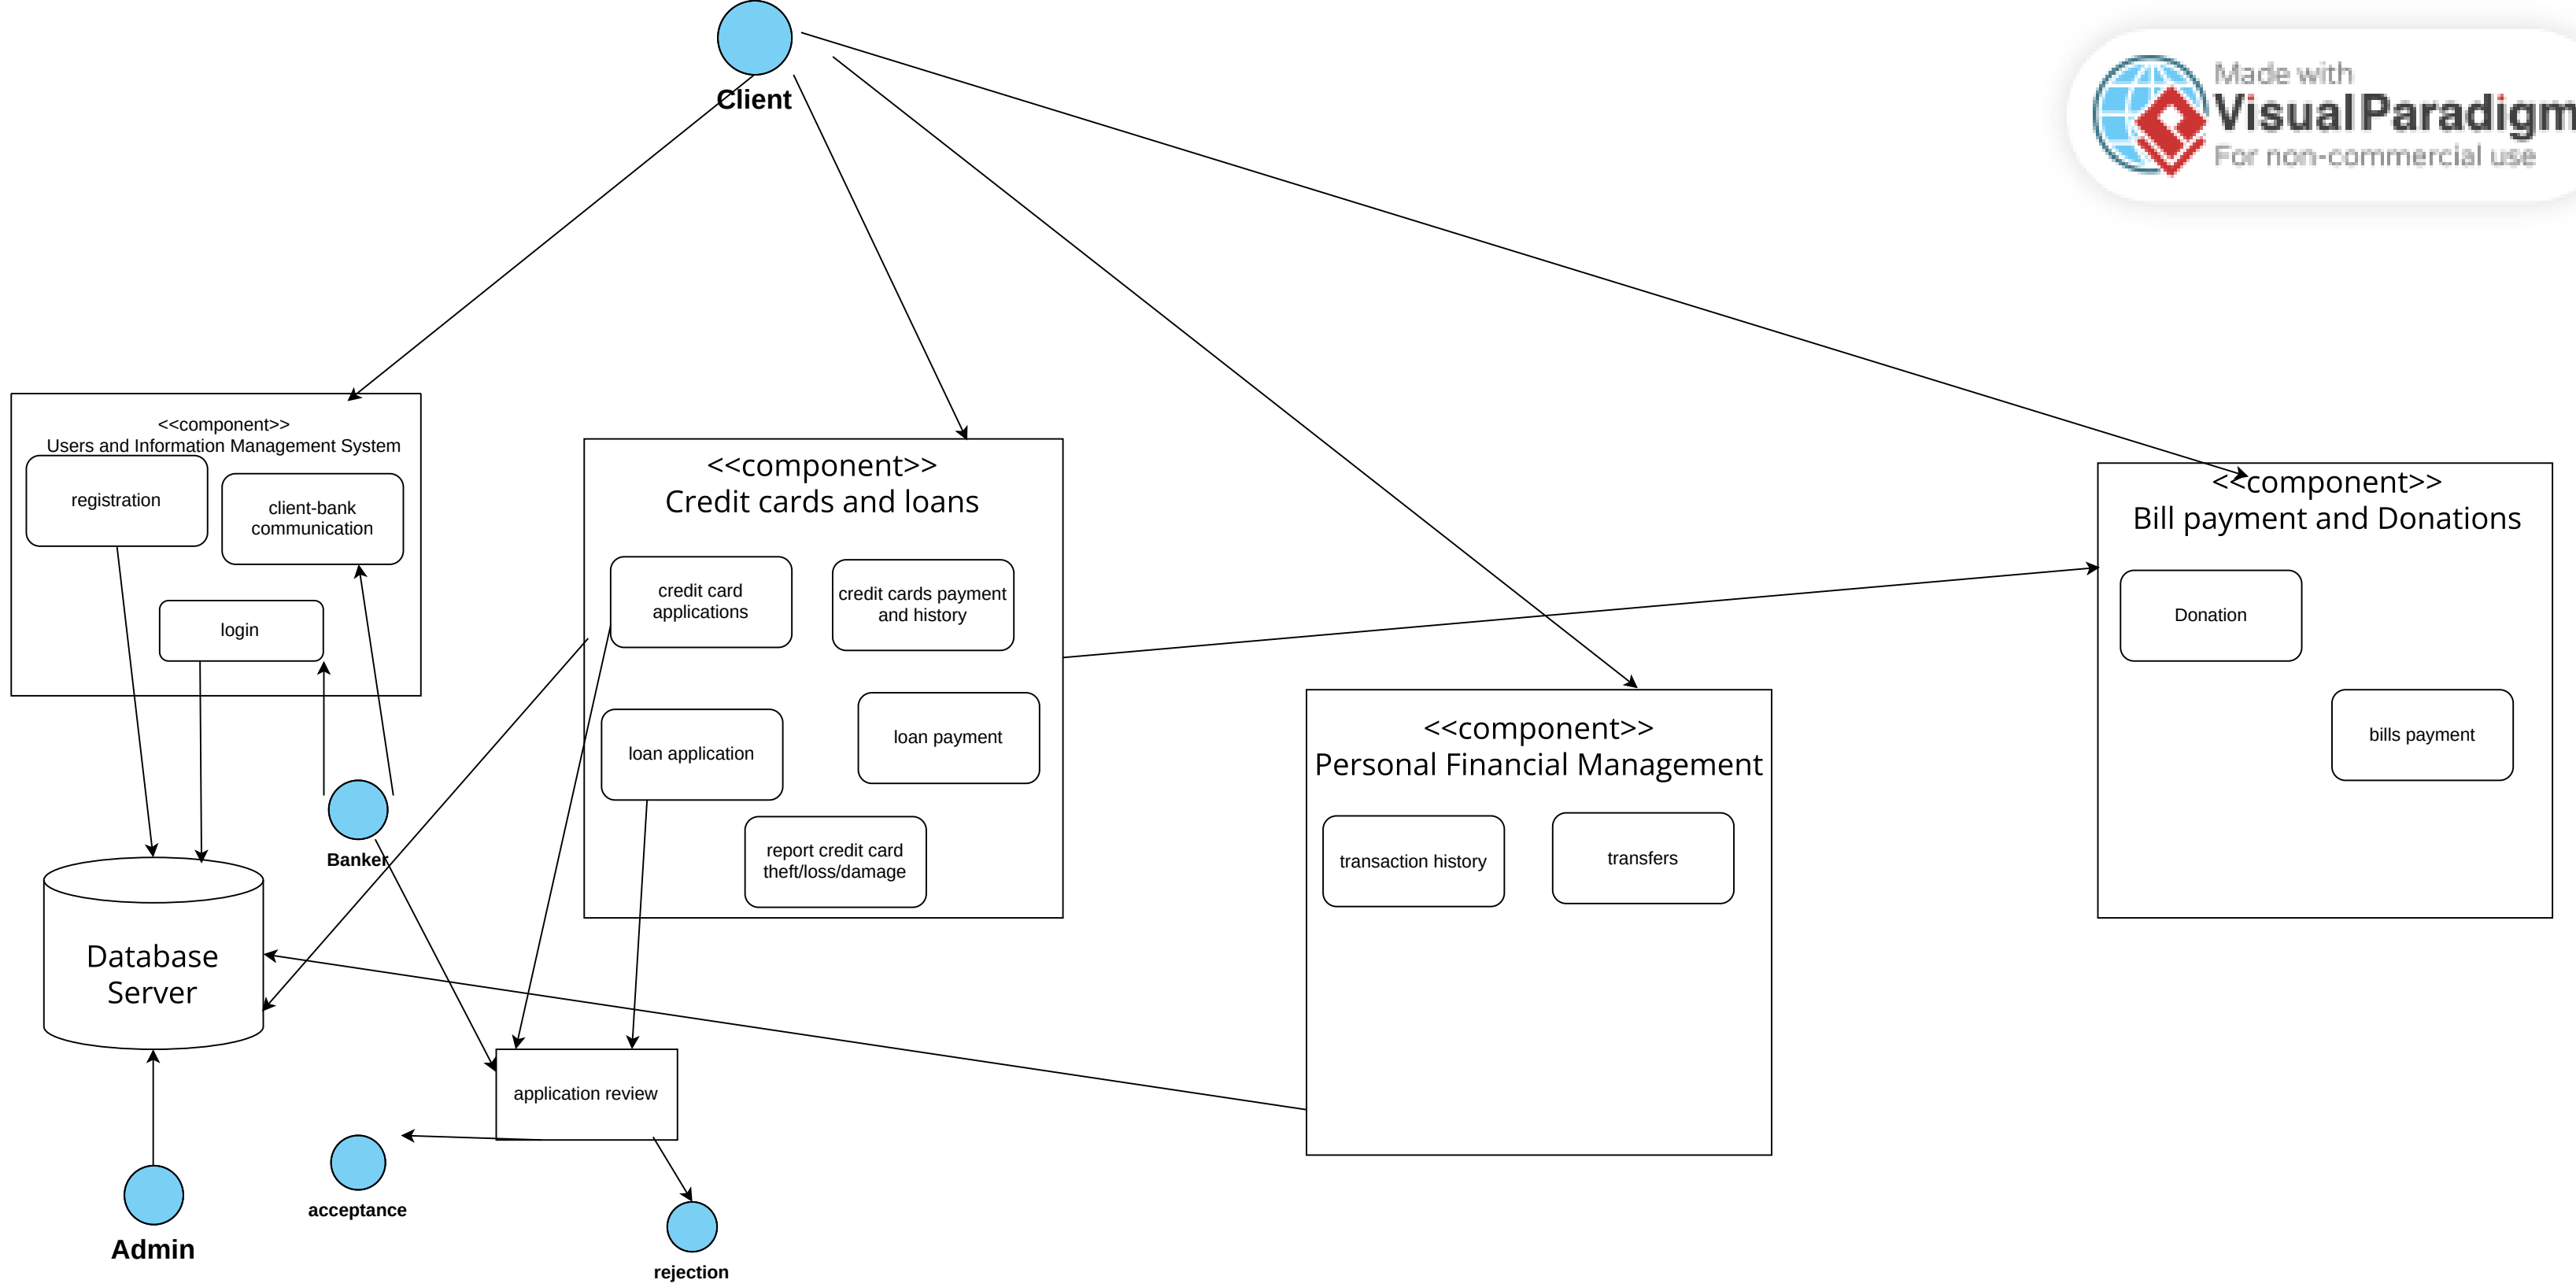 Client
Made with
Visual Paradigm
For non-commercial use
<<component>>
Users and Information Management System
registration
client-bank
communication
login
<<component>>
Credit cards and loans
credit card
applications
credit cards payment
and history
loan application
loan payment
report credit card
theft/loss/damage
<<component>>
Personal Financial Management
transaction history
transfers
<<component>>
Bill payment and Donations
Donation
bills payment
Banker
Database
Server
application review
acceptance
Admin
rejection